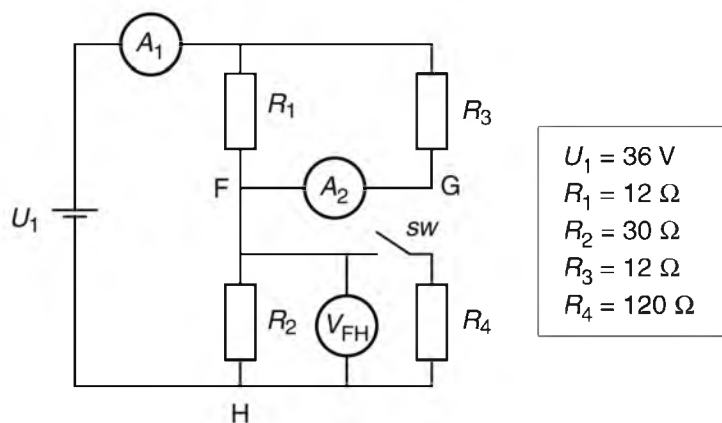 A1
R1
R3
F
A2
G
U1
sw
R2
VFH
R4
H
U1 = 36 V
R1 = 12 Ω
R2 = 30 Ω
R3 = 12 Ω
R4 = 120 Ω